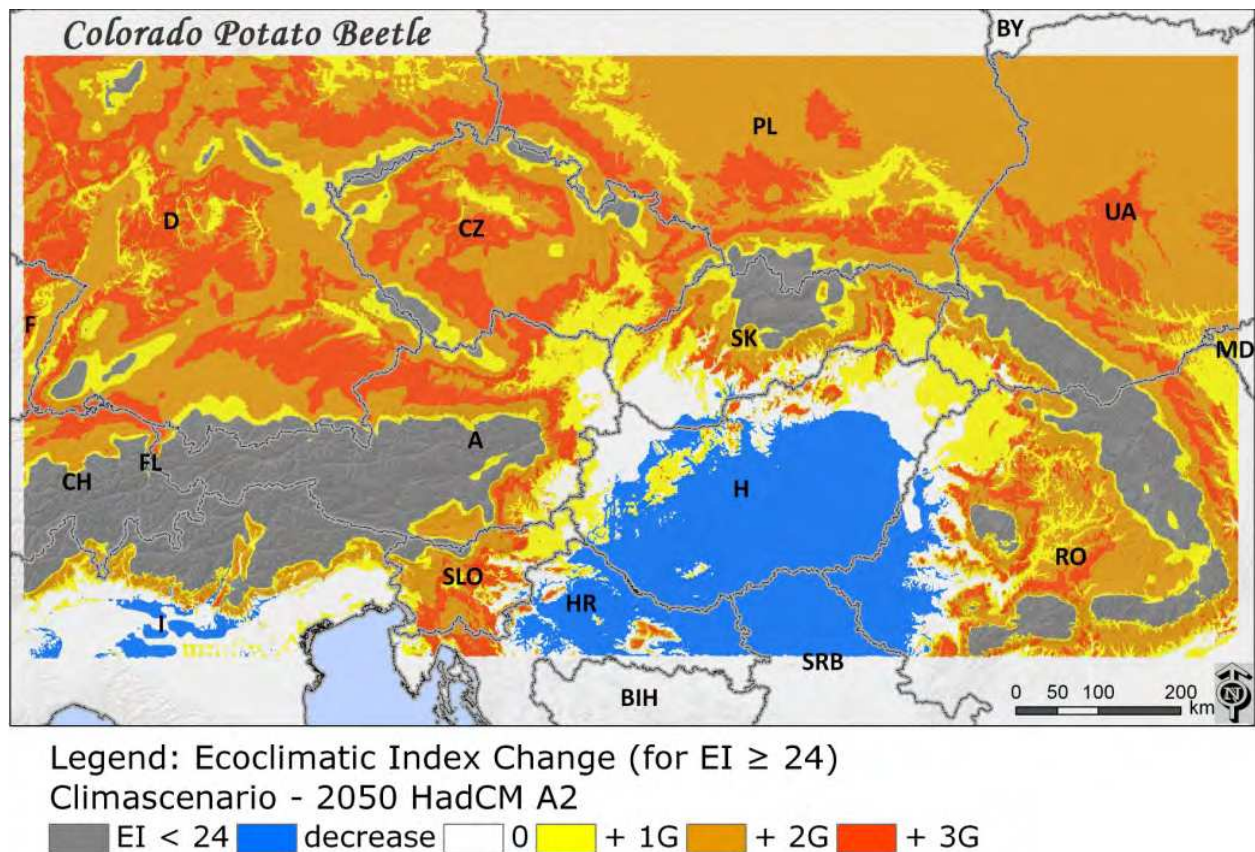 Colorado Potato Beetle
BY
PL
D
CZ
UA
F
SK
MD
A
FL
CH
H
RO
SLO
HR
I
SRB
BIH
0 50 100 200
km
N
Legend: Ecoclimatic Index Change (for EI ≥ 24)
Climascenario - 2050 HadCM A2
EI < 24 decrease 0 + 1G + 2G + 3G